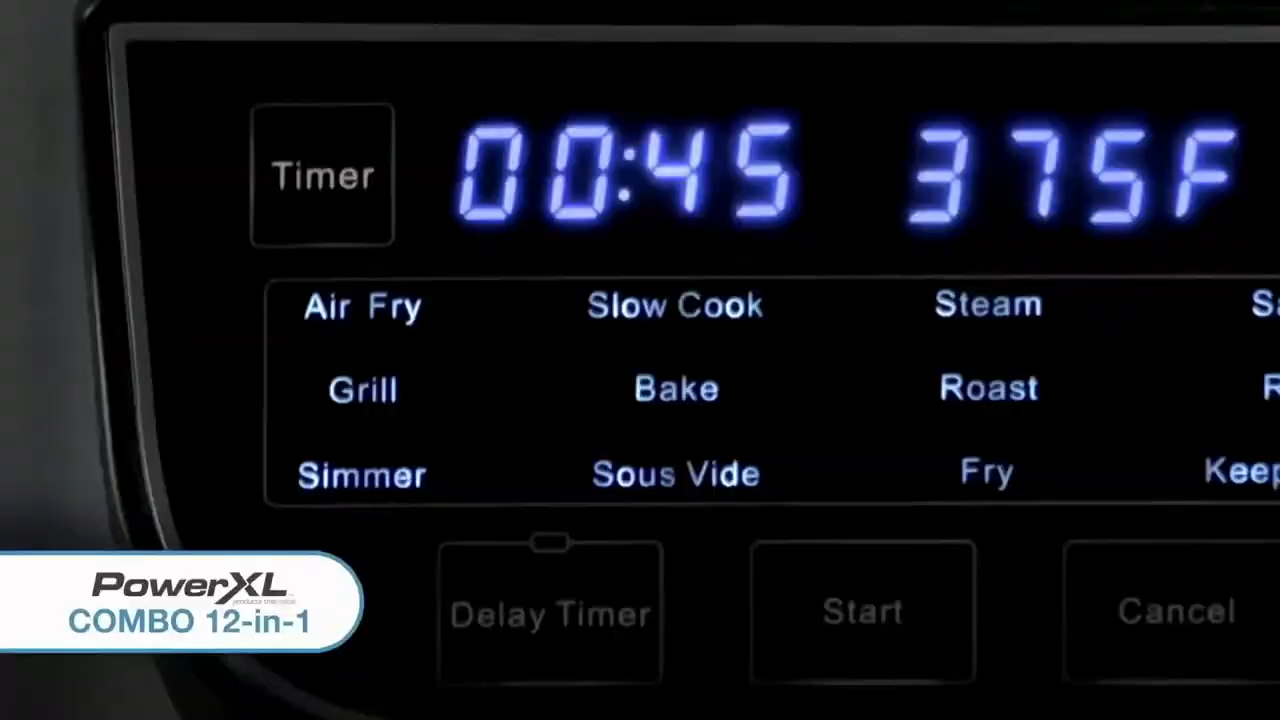 Timer 00:45 375F
Air Fry Slow Cook Steam
Grill Bake Roast
Simmer Sous Vide Fry Keep
Delay Timer Start Cancel
PowerXL
COMBO 12-in-1